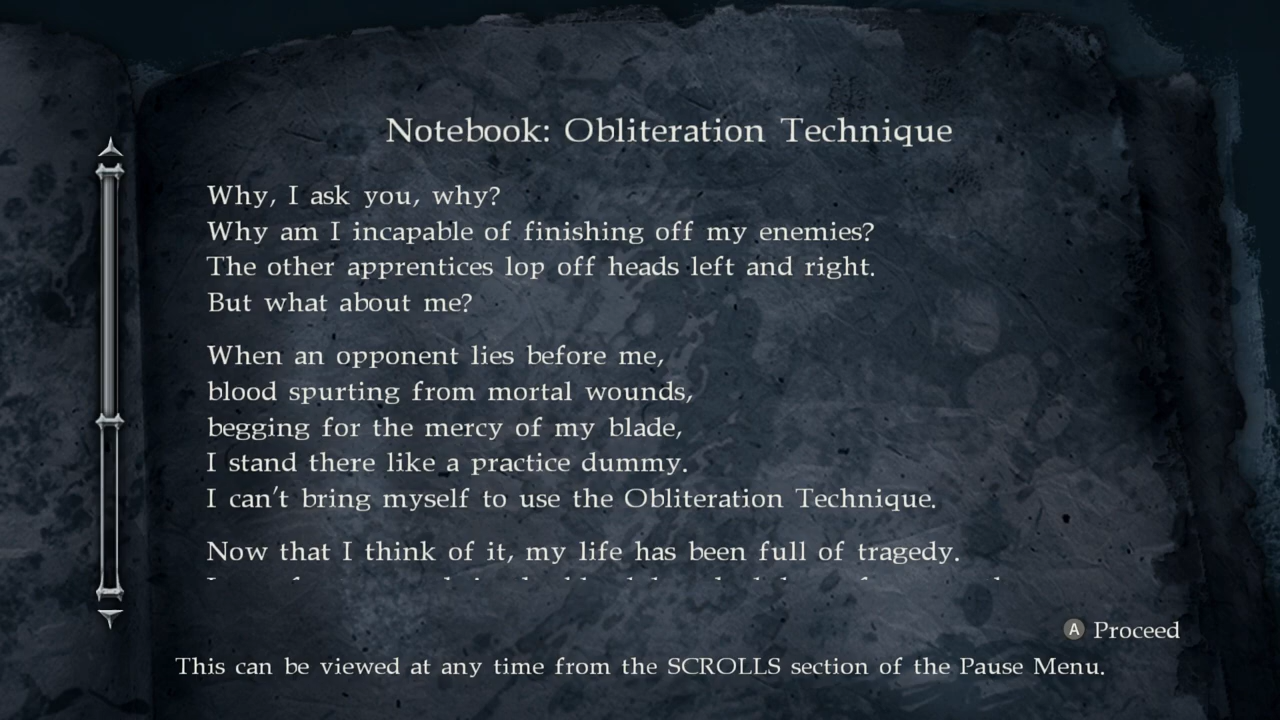 Notebook: Obliteration Technique
Why, I ask you, why?
Why am I incapable of finishing off my enemies?
The other apprentices lop off heads left and right.
But what about me?
When an opponent lies before me,
blood spurting from mortal wounds,
begging for the mercy of my blade,
I stand there like a practice dummy.
I can't bring myself to use the Obliteration Technique.
Now that I think of it, my life has been full of tragedy.
A Proceed
This can be viewed at any time from the SCROLLS section of the Pause Menu.